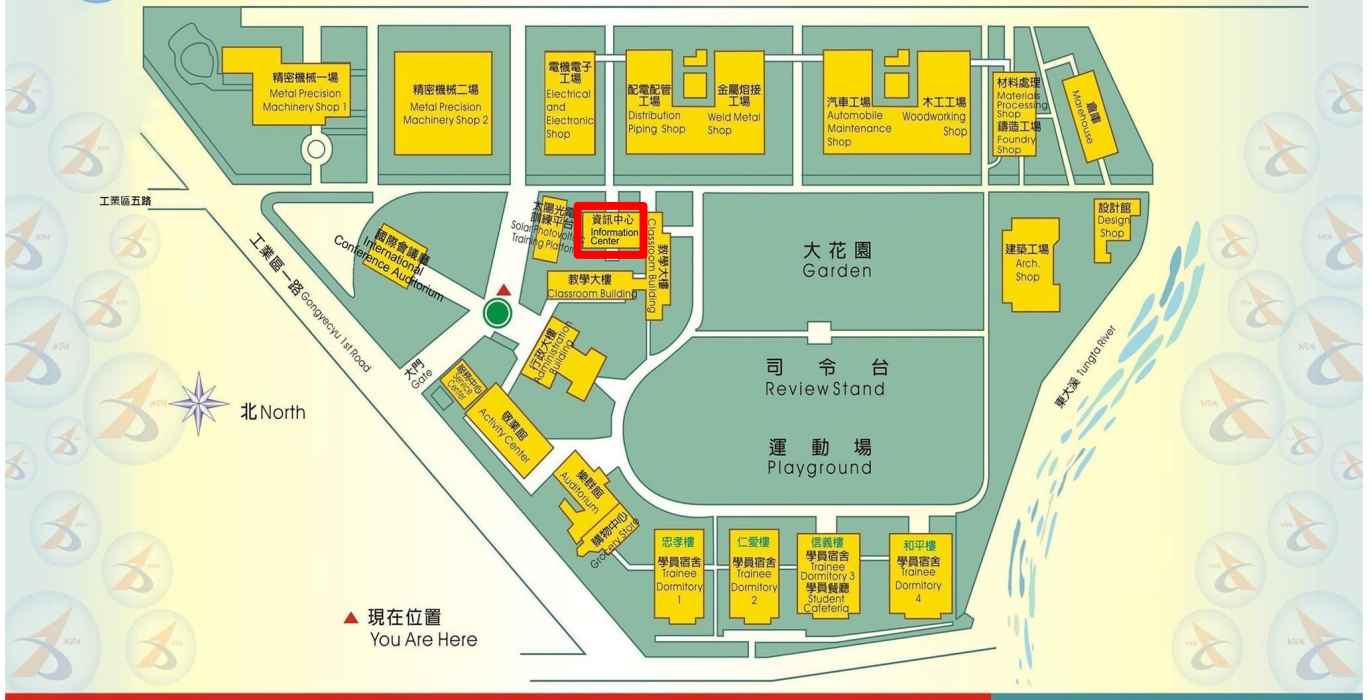 精密機械一場
Metal Precision
Machinery Shop 1
精密機械二場
Metal Precision
Machinery Shop 2
電機電子
工場
Electrical
and
Electronic
Shop
配電配管
工場
Distribution
Piping Shop
金屬熔接
工場
Weld Metal
Shop
汽車工場
Automobile
Maintenance
Shop
木工工場
Woodworking
Shop
材料處理
Materials
Processing
Shop
鑄造工場
Foundry
Shop
倉庫
Marehouse
工業區五路
工業區一路 Gongyecyu 1st Road
國際會議廳
International
Conference Auditorium
太陽光電
訓練平台
Solar Photovoltaic
Training Platform
資訊中心
Information
Center
教學大樓
Classroom Building
教學大樓
Classroom Building
大花園
Garden
建築工場
Arch.
Shop
設計館
Design
Shop
行政大樓
Administration
Building
大門
Gate
服務中心
Service
Center
敬業館
Activity Center
司令台
Review Stand
運動場
Playground
東大溪 Tungta River
北 North
樂群館
Auditorium
購物中心
Grocery Store
忠孝樓
學員宿舍
Trainee
Dormitory
1
仁愛樓
學員宿舍
Trainee
Dormitory
2
信義樓
學員宿舍
Trainee
Dormitory 3
學員餐廳
Student
Cafeteria
和平樓
學員宿舍
Trainee
Dormitory
4
▲ 現在位置
You Are Here